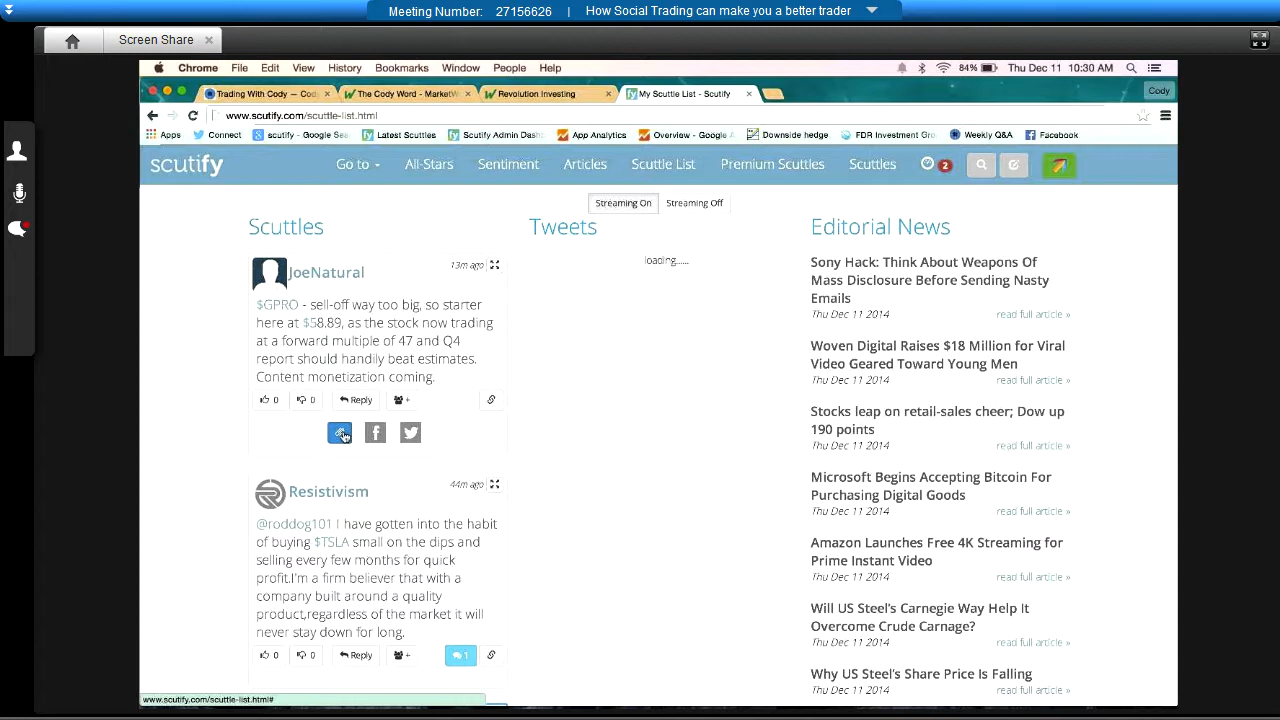 Meeting Number: 27156626 | How Social Trading can make you a better trader
Screen Share
Chrome File Edit View History Bookmarks Window People Help 84% Thu Dec 11 10:30 AM
Trading With Cody — Cod
The Cody Word - MarketW
Revolution Investing
My Scuttle List - Scutify
Cody
www.scutify.com/scuttle-list.html
Apps Connect scutify - Google Sea Latest Scuttles Scutify Admin Dash App Analytics Overview - Google A Downside hedge FDR Investment Gro Weekly Q&A Facebook
scutify Go to All-Stars Sentiment Articles Scuttle List Premium Scuttles Scuttles 2
Streaming On Streaming Off
Scuttles
JoeNatural 13m ago
$GPRO - sell-off way too big, so starter
here at $58.89, as the stock now trading
at a forward multiple of 47 and Q4
report should handily beat estimates.
Content monetization coming.
0 0 Reply +
Resistivism 44m ago
@roddog101 I have gotten into the habit
of buying $TSLA small on the dips and
selling every few months for quick
profit.I'm a firm believer that with a
company built around a quality
product,regardless of the market it will
never stay down for long.
0 0 Reply + 1
Tweets
loading......
Editorial News
Sony Hack: Think About Weapons Of
Mass Disclosure Before Sending Nasty
Emails
Thu Dec 11 2014 read full article »
Woven Digital Raises $18 Million for Viral
Video Geared Toward Young Men
Thu Dec 11 2014 read full article »
Stocks leap on retail-sales cheer; Dow up
190 points
Thu Dec 11 2014 read full article »
Microsoft Begins Accepting Bitcoin For
Purchasing Digital Goods
Thu Dec 11 2014 read full article »
Amazon Launches Free 4K Streaming for
Prime Instant Video
Thu Dec 11 2014 read full article »
Will US Steel's Carnegie Way Help It
Overcome Crude Carnage?
Thu Dec 11 2014 read full article »
Why US Steel's Share Price Is Falling
Thu Dec 11 2014 read full article »
www.scutify.com/scuttle-list.html#